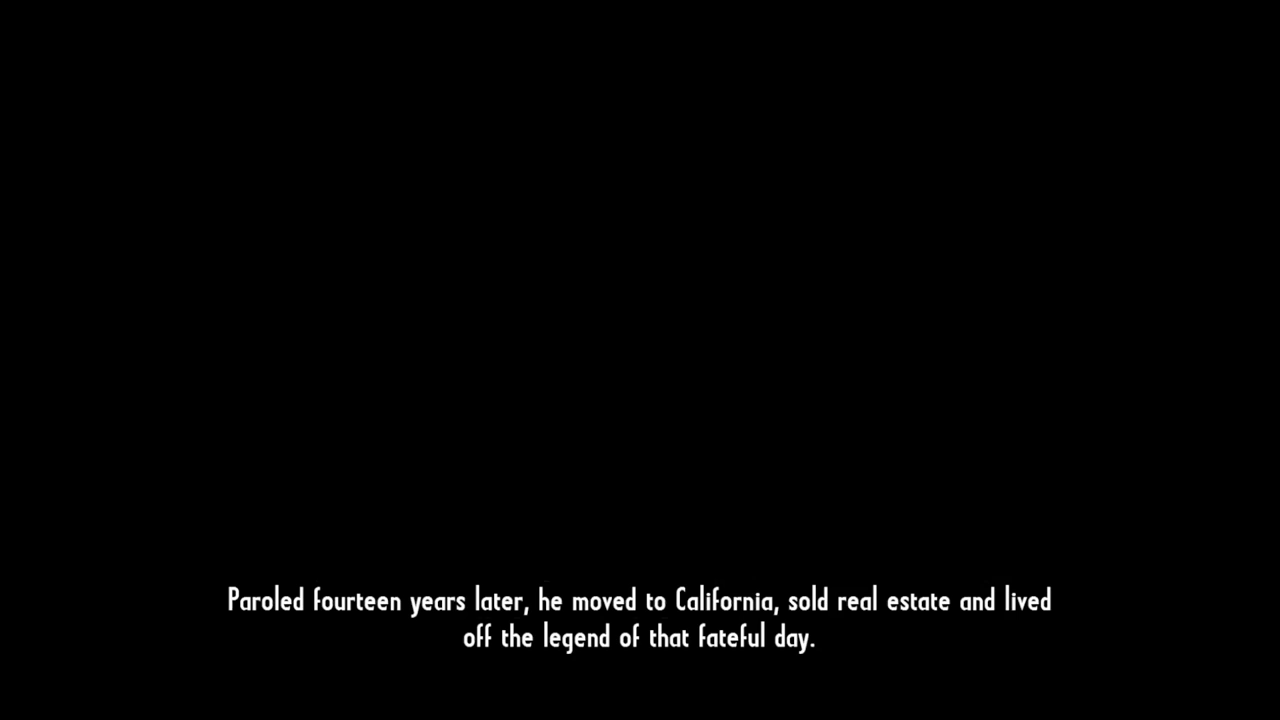 Paroled fourteen years later, he moved to California, sold real estate and lived
off the legend of that fateful day.